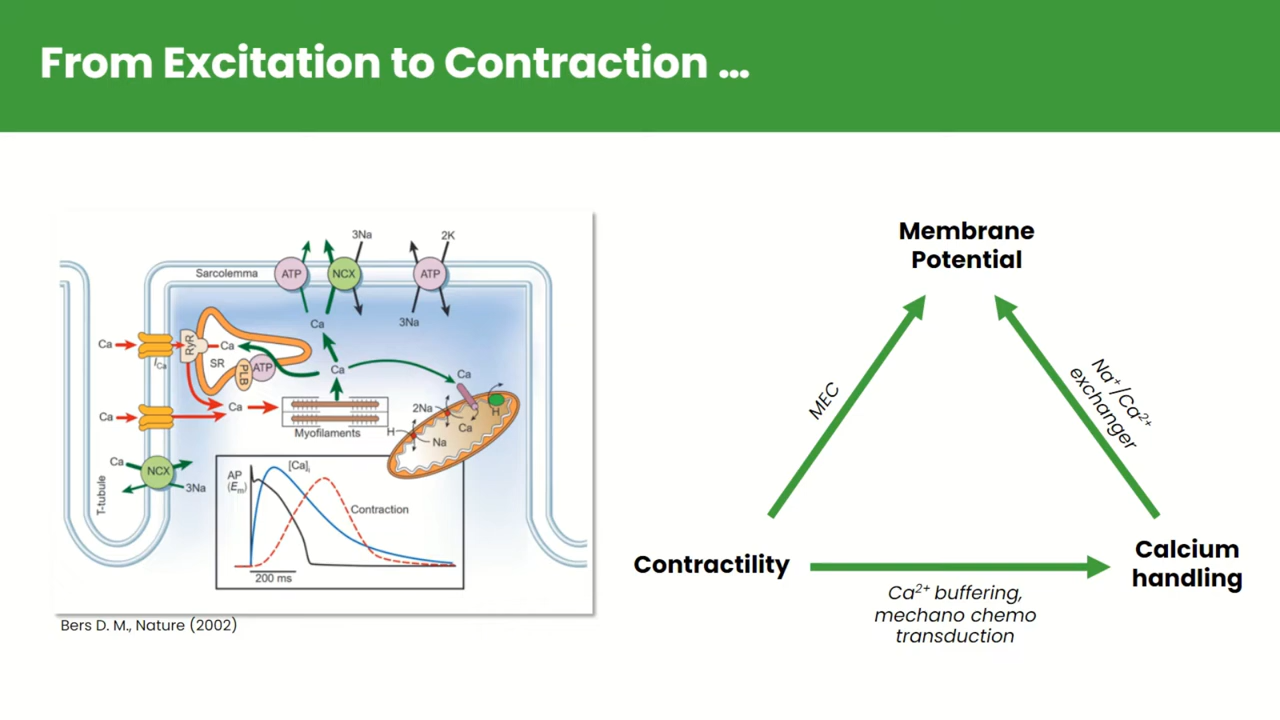 From Excitation to Contraction ...
3Na
2K
Sarcolemma
ATP
NCX
ATP
Ca
3Na
Ca
I_Ca
RyR
Ca
SR
PLB
ATP
Ca
Ca
Ca
Ca
Myofilaments
2Na
Ca
H
H
Na
Ca
NCX
3Na
T-tubule
AP
(Em)
[Ca]i
Contraction
200 ms
Bers D. M., Nature (2002)
Membrane
Potential
MEC
Na⁺/Ca²⁺
exchanger
Contractility
Calcium
handling
Ca²⁺ buffering,
mechano chemo
transduction